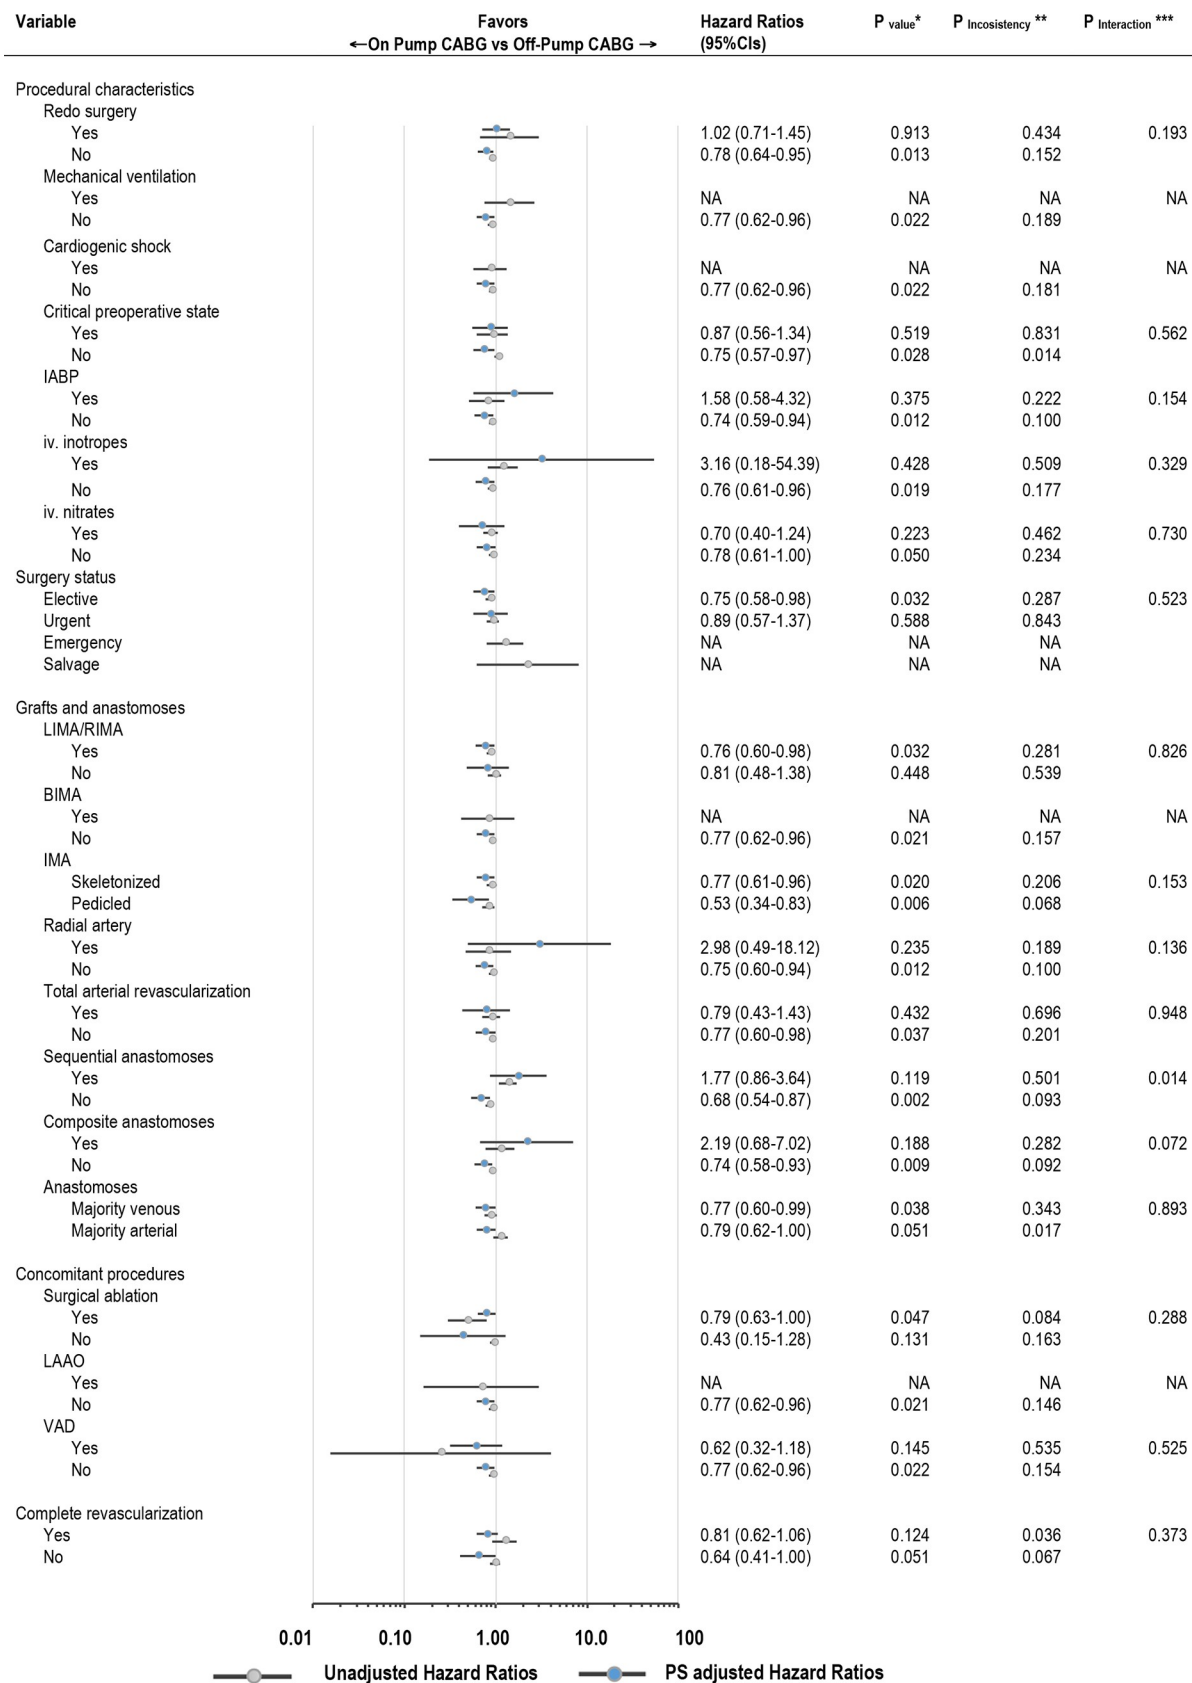 Variable Favors Hazard Ratios P value* P Incosistency ** P Interaction ***
←On Pump CABG vs Off-Pump CABG → (95%CIs)
Procedural characteristics
Redo surgery
Yes 1.02 (0.71-1.45) 0.913 0.434 0.193
No 0.78 (0.64-0.95) 0.013 0.152
Mechanical ventilation
Yes NA NA NA NA
No 0.77 (0.62-0.96) 0.022 0.189
Cardiogenic shock
Yes NA NA NA NA
No 0.77 (0.62-0.96) 0.022 0.181
Critical preoperative state
Yes 0.87 (0.56-1.34) 0.519 0.831 0.562
No 0.75 (0.57-0.97) 0.028 0.014
IABP
Yes 1.58 (0.58-4.32) 0.375 0.222 0.154
No 0.74 (0.59-0.94) 0.012 0.100
iv. inotropes
Yes 3.16 (0.18-54.39) 0.428 0.509 0.329
No 0.76 (0.61-0.96) 0.019 0.177
iv. nitrates
Yes 0.70 (0.40-1.24) 0.223 0.462 0.730
No 0.78 (0.61-1.00) 0.050 0.234
Surgery status
Elective 0.75 (0.58-0.98) 0.032 0.287 0.523
Urgent 0.89 (0.57-1.37) 0.588 0.843
Emergency NA NA NA
Salvage NA NA NA
Grafts and anastomoses
LIMA/RIMA
Yes 0.76 (0.60-0.98) 0.032 0.281 0.826
No 0.81 (0.48-1.38) 0.448 0.539
BIMA
Yes NA NA NA NA
No 0.77 (0.62-0.96) 0.021 0.157
IMA
Skeletonized 0.77 (0.61-0.96) 0.020 0.206 0.153
Pedicled 0.53 (0.34-0.83) 0.006 0.068
Radial artery
Yes 2.98 (0.49-18.12) 0.235 0.189 0.136
No 0.75 (0.60-0.94) 0.012 0.100
Total arterial revascularization
Yes 0.79 (0.43-1.43) 0.432 0.696 0.948
No 0.77 (0.60-0.98) 0.037 0.201
Sequential anastomoses
Yes 1.77 (0.86-3.64) 0.119 0.501 0.014
No 0.68 (0.54-0.87) 0.002 0.093
Composite anastomoses
Yes 2.19 (0.68-7.02) 0.188 0.282 0.072
No 0.74 (0.58-0.93) 0.009 0.092
Anastomoses
Majority venous 0.77 (0.60-0.99) 0.038 0.343 0.893
Majority arterial 0.79 (0.62-1.00) 0.051 0.017
Concomitant procedures
Surgical ablation
Yes 0.79 (0.63-1.00) 0.047 0.084 0.288
No 0.43 (0.15-1.28) 0.131 0.163
LAAO
Yes NA NA NA NA
No 0.77 (0.62-0.96) 0.021 0.146
VAD
Yes 0.62 (0.32-1.18) 0.145 0.535 0.525
No 0.77 (0.62-0.96) 0.022 0.154
Complete revascularization
Yes 0.81 (0.62-1.06) 0.124 0.036 0.373
No 0.64 (0.41-1.00) 0.051 0.067
0.01 0.10 1.00 10.0 100
Unadjusted Hazard Ratios PS adjusted Hazard Ratios